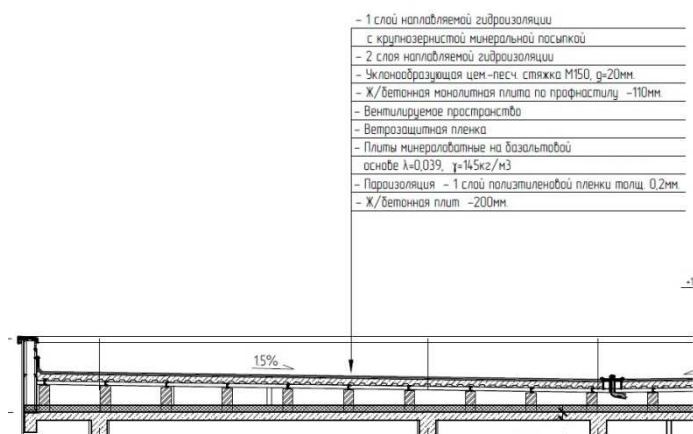 - 1 слой наплавляемой гидроизоляции
с крупнозернистой минеральной посыпкой
- 2 слоя наплавляемой гидроизоляции
- Уклонообразующая цем.-песч. стяжка М150, g=20мм.
- Ж/бетонная монолитная плита по профнастилу -110мм.
- Вентилируемое пространство
- Ветрозащитная пленка
- Плиты минераловатные на базальтовой
основе λ=0,039, γ=145кг/м3
- Пароизоляция - 1 слой полиэтиленовой пленки толщ. 0,2мм.
- Ж/бетонная плит -200мм.
15%